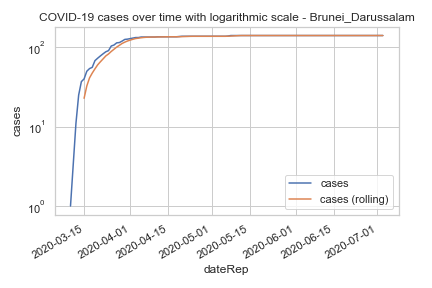 COVID-19 cases over time with logarithmic scale - Brunei_Darussalam
10²
10¹
10⁰
cases
cases
cases (rolling)
2020-03-15
2020-04-01
2020-04-15
2020-05-01
2020-05-15
2020-06-01
2020-06-15
2020-07-01
dateRep